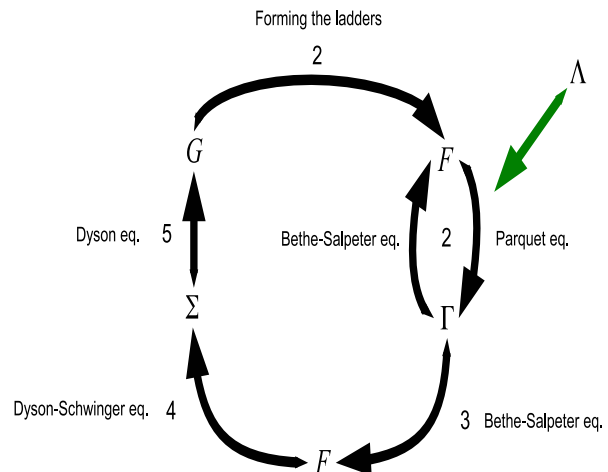 Forming the ladders
2
Λ
G
F
Dyson eq. 5
Bethe-Salpeter eq. 2 Parquet eq.
Σ
Γ
Dyson-Schwinger eq. 4
3 Bethe-Salpeter eq.
F